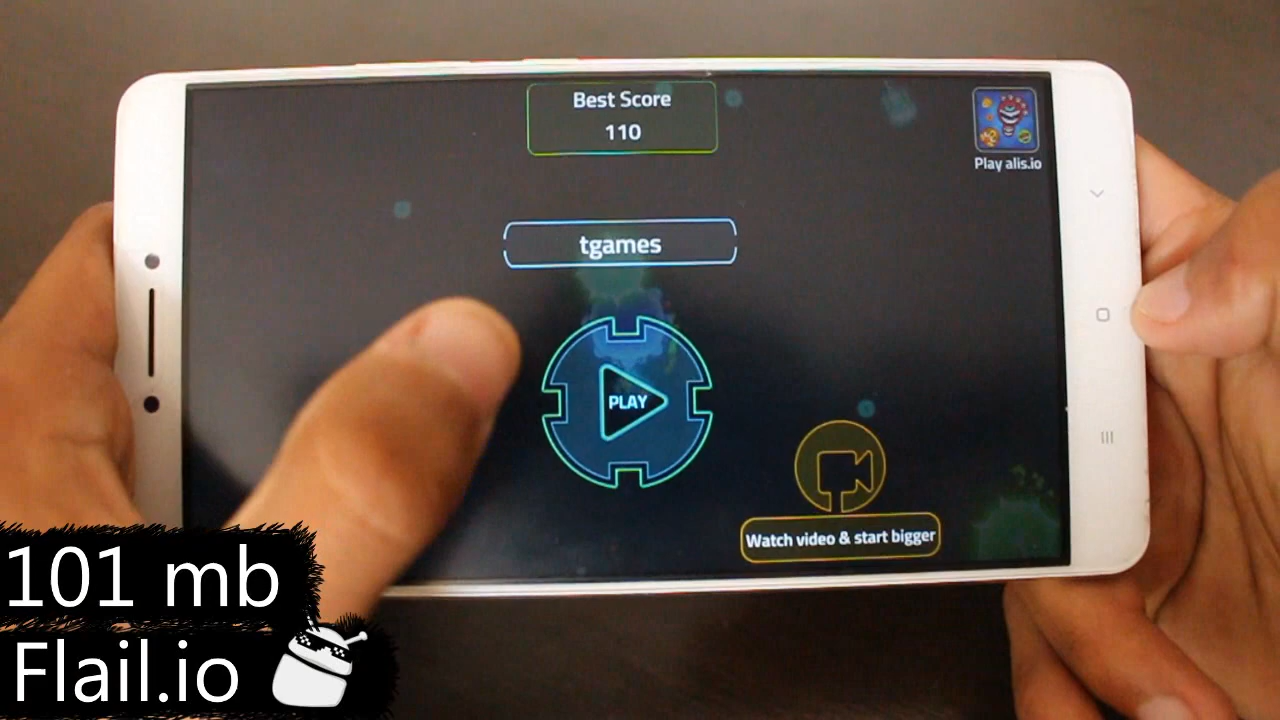 Best Score
110
Play alis.io
tgames
PLAY
Watch video & start bigger
101 mb
Flail.io